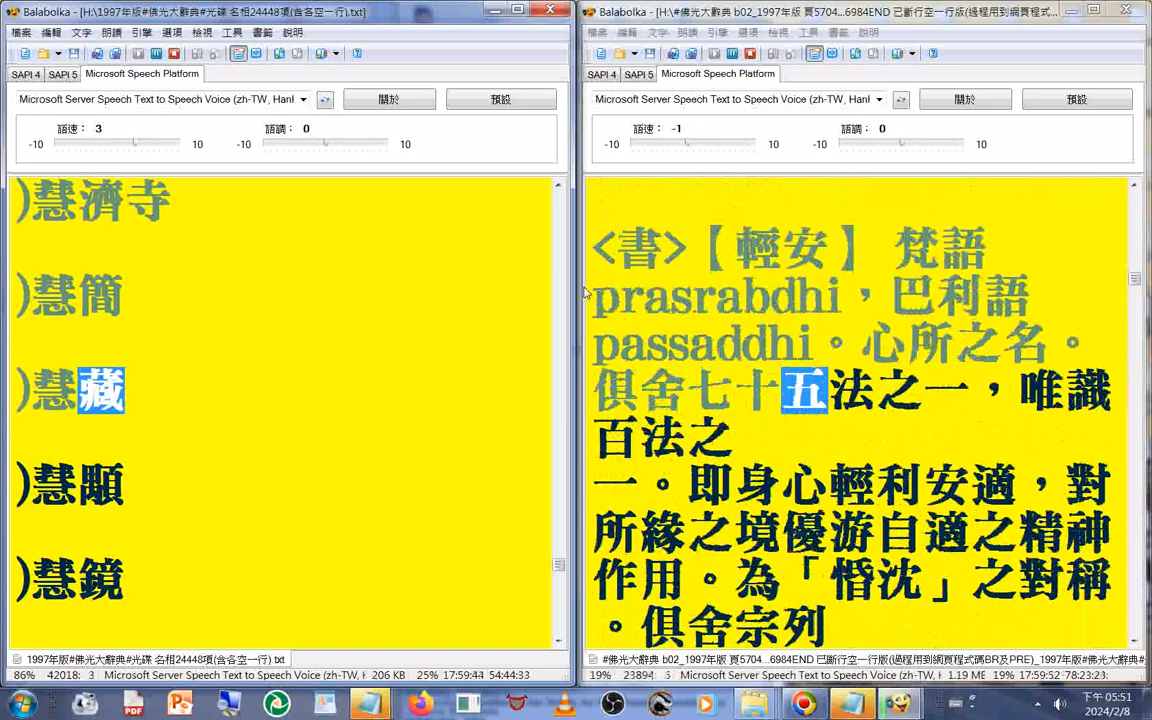 Balabolka - [H:\1997年版#佛光大辭典#光碟 名相24448項(含各空一行).txt]
檔案 編輯 文字 朗讀 引擎 選項 檢視 工具 書籤 說明
SAPI 4 SAPI 5 Microsoft Speech Platform
Microsoft Server Speech Text to Speech Voice (zh-TW, HanH
關於
預設
語速： 3
語調： 0
-10 10 -10 10
)慧濟寺
)慧簡
)慧藏
)慧顒
)慧鏡
1997年版#佛光大辭典#光碟 名相24448項(含各空一行).txt
86% 42018: 3 Microsoft Server Speech Text to Speech Voice 206 KB 25% 17:59:44 54:44:33
Balabolka - [H:\#佛光大辭典 b02_1997年版 頁5704...6984END 已斷行空一行版(過程用到網頁程式...
檔案 編輯 文字 朗讀 引擎 選項 檢視 工具 書籤 說明
SAPI 4 SAPI 5 Microsoft Speech Platform
Microsoft Server Speech Text to Speech Voice (zh-TW, HanH
關於
預設
語速： -1
語調： 0
-10 10 -10 10
<書>【輕安】 梵語
prasrabdhi，巴利語
passaddhi。心所之名。
俱舍七十五法之一，唯識
百法之
一。即身心輕利安適，對
所緣之境優游自適之精神
作用。為「惛沈」之對稱
。俱舍宗列
#佛光大辭典 b02_1997年版 頁5704...6984END 已斷行空一行版(過程用到網頁程式碼BR及PRE)_1997年版#
19% 23894 Microsoft Server Speech Text to Speech Voice 1.19 ME 19% 17:59:52 -78:23:23
下午 05:51
2024/2/8